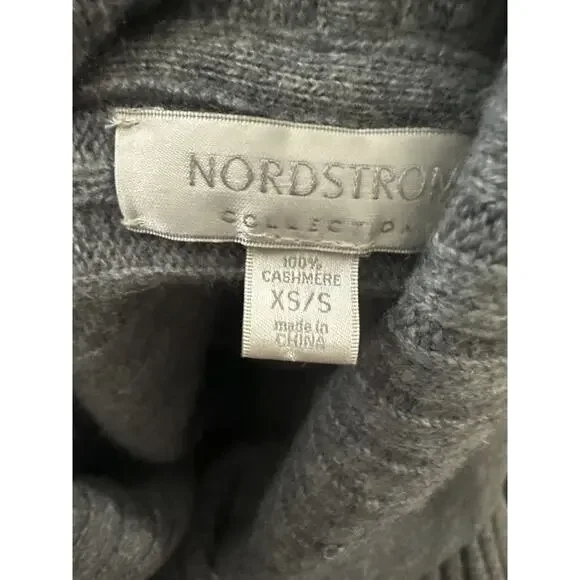 NORDSTROM
COLLECTION
100%
CASHMERE
XS/S
made in
CHINA